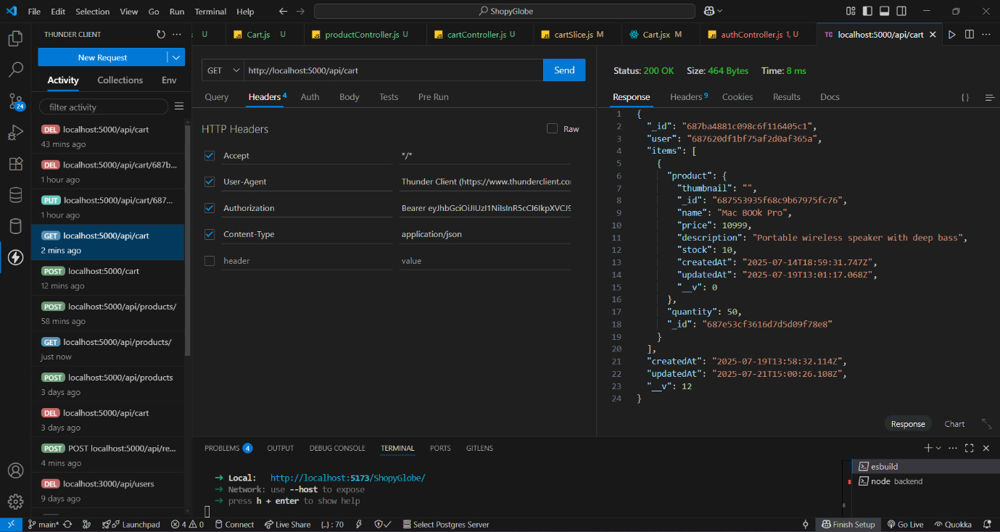 File Edit Selection View Go Run Terminal Help
ShopyGlobe
THUNDER CLIENT
s U
Cart.js U
productController.js U
cartController.js U
cartSlice.js M
Cart.jsx M
authController.js 1, U
TC localhost:5000/api/cart
New Request
Activity Collections Env
filter activity
DEL localhost:5000/api/cart
43 mins ago
DEL localhost:5000/api/cart/687b...
1 hour ago
PUT localhost:5000/api/cart/687...
1 hour ago
GET localhost:5000/api/cart
2 mins ago
POST localhost:5000/cart
12 mins ago
POST localhost:5000/api/products/
58 mins ago
GET localhost:5000/api/products/
just now
POST localhost:5000/api/products
3 days ago
DEL localhost:5000/api/cart
3 days ago
POST POST localhost:5000/api/re...
4 mins ago
DEL localhost:3000/api/users
9 days ago
24
GET http://localhost:5000/api/cart Send
Query Headers 4 Auth Body Tests Pre Run
HTTP Headers Raw
Accept */*
User-Agent Thunder Client (https://www.thunderclient.co
Authorization Bearer eyJhbGciOiJIUzI1NiIsInR5cCI6IkpXVCJ9
Content-Type application/json
header value
Status: 200 OK Size: 464 Bytes Time: 8 ms
Response Headers 9 Cookies Results Docs {}
1 {
2 "_id": "687ba4881c098c6f116405c1",
3 "user": "687620df1bf75af2d0af365a",
4 "items": [
5 {
6 "product": {
7 "thumbnail": "",
8 "_id": "687553935f68c9b67975fc76",
9 "name": "Mac BOOk Pro",
10 "price": 10999,
11 "description": "Portable wireless speaker with deep bass",
12 "stock": 10,
13 "createdAt": "2025-07-14T18:59:31.747Z",
14 "updatedAt": "2025-07-19T13:01:17.068Z",
15 "__v": 0
16 },
17 "quantity": 50,
18 "_id": "687e53cf3616d7d5d09f78e8"
19 }
20 ],
21 "createdAt": "2025-07-19T13:58:32.114Z",
22 "updatedAt": "2025-07-21T15:00:26.108Z",
23 "__v": 12
24 }
Response Chart
PROBLEMS 4 OUTPUT DEBUG CONSOLE TERMINAL PORTS GITLENS
➜ Local: http://localhost:5173/ShopyGlobe/
➜ Network: use --host to expose
➜ press h + enter to show help
esbuild
node backend
main* Launchpad 4 0 Connect Live Share {..} : 70 Select Postgres Server Finish Setup Go Live Quokka